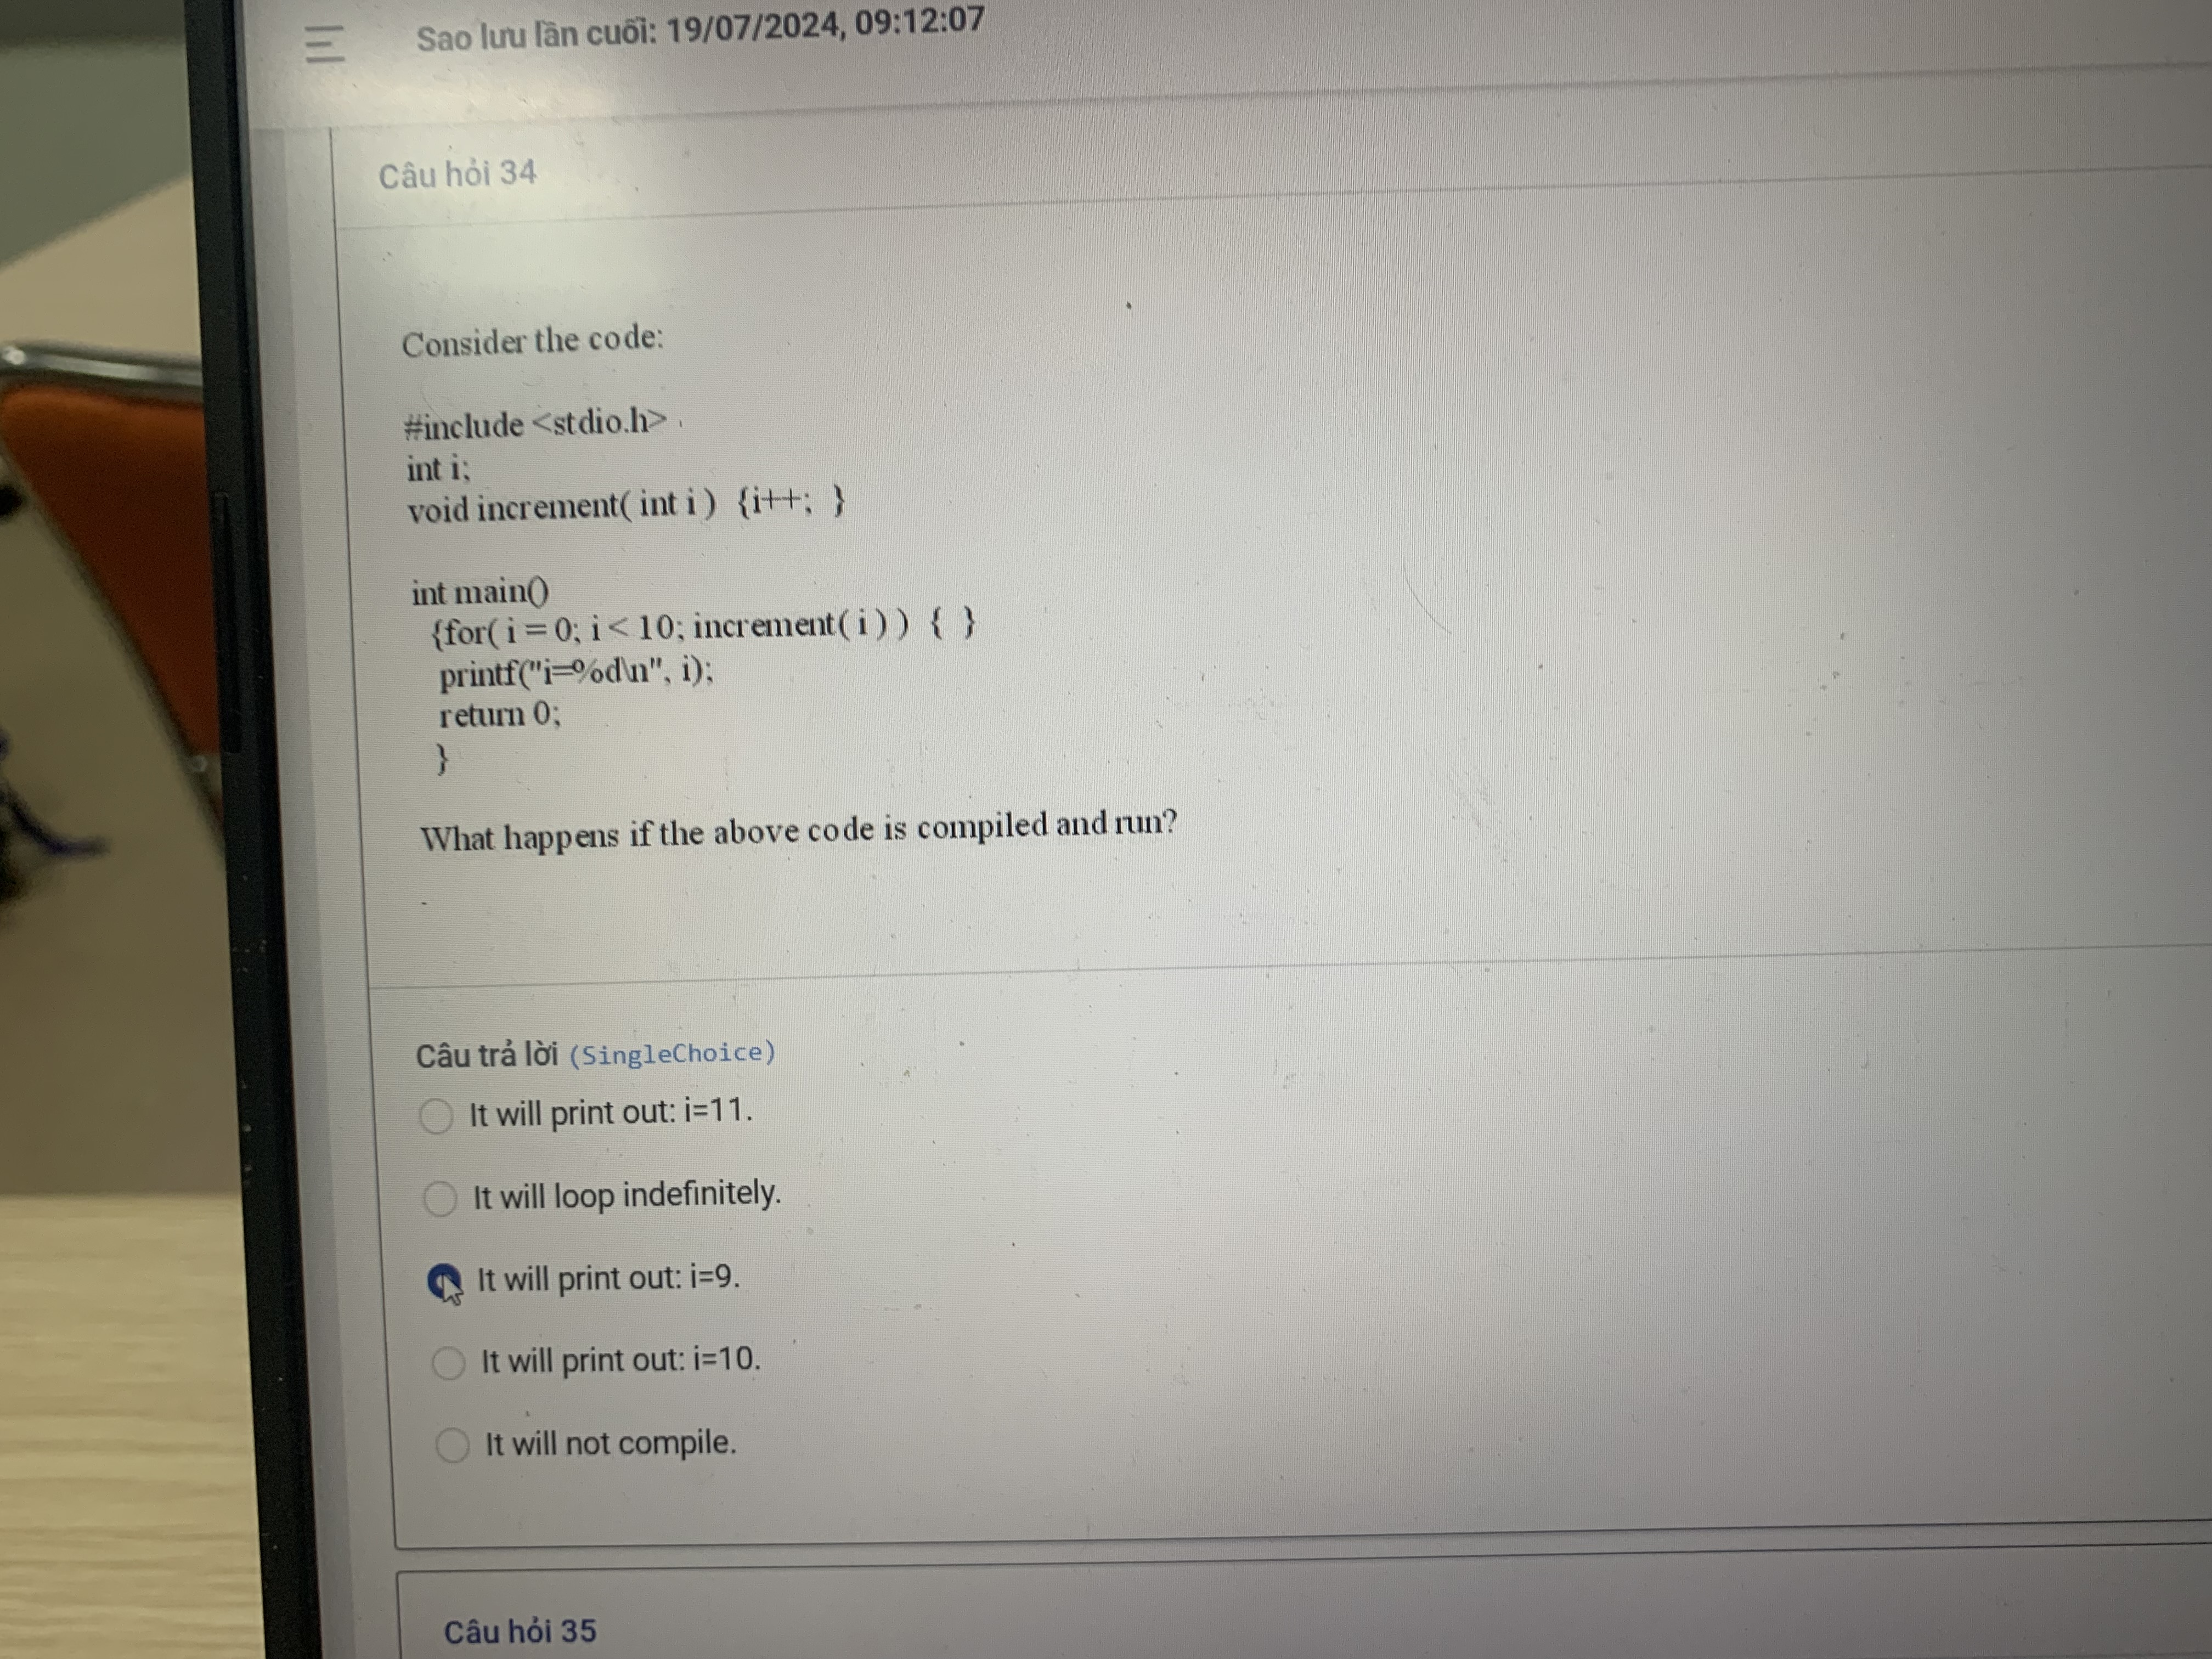 Sao lưu lần cuối: 19/07/2024, 09:12:07
Câu hỏi 34
Consider the code:
#include <stdio.h>
int i;
void increment( int i ) {i++; }
int main()
{for( i = 0; i < 10; increment( i ) ) { }
printf("i=%d\n", i);
return 0;
}
What happens if the above code is compiled and run?
Câu trả lời (SingleChoice)
It will print out: i=11.
It will loop indefinitely.
It will print out: i=9.
It will print out: i=10.
It will not compile.
Câu hỏi 35